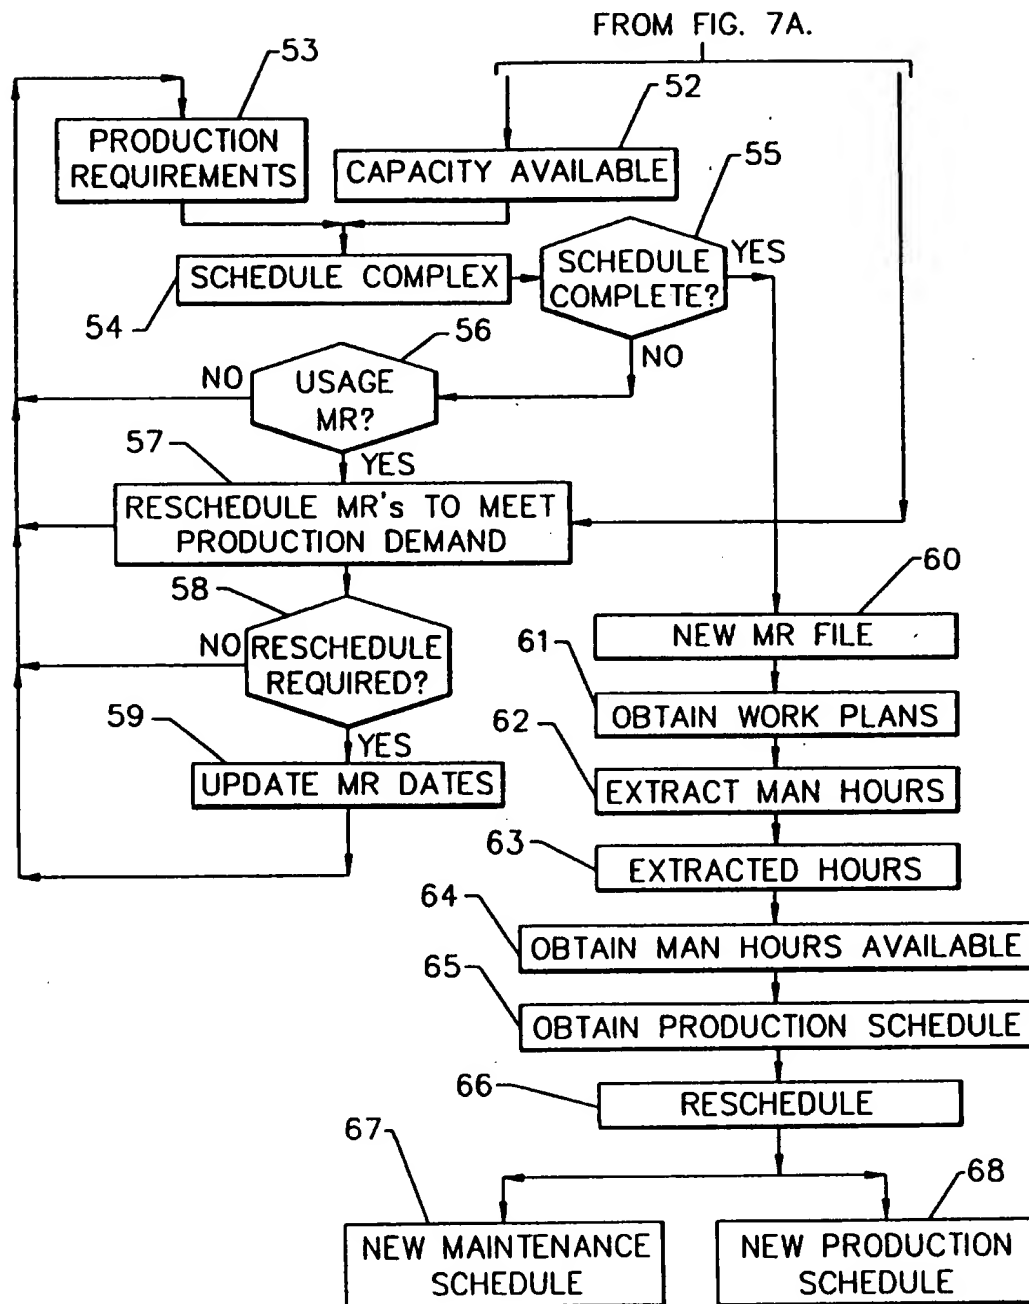 FROM FIG. 7A.
53
52
PRODUCTION
REQUIREMENTS
CAPACITY AVAILABLE
55
SCHEDULE COMPLEX
SCHEDULE
COMPLETE?
YES
54
56
NO
NO
USAGE
MR?
57
YES
RESCHEDULE MR's TO MEET
PRODUCTION DEMAND
58
60
NO
RESCHEDULE
REQUIRED?
NEW MR FILE
61
59
YES
OBTAIN WORK PLANS
62
UPDATE MR DATES
EXTRACT MAN HOURS
63
EXTRACTED HOURS
64
OBTAIN MAN HOURS AVAILABLE
65
OBTAIN PRODUCTION SCHEDULE
66
RESCHEDULE
67
68
NEW MAINTENANCE
SCHEDULE
NEW PRODUCTION
SCHEDULE